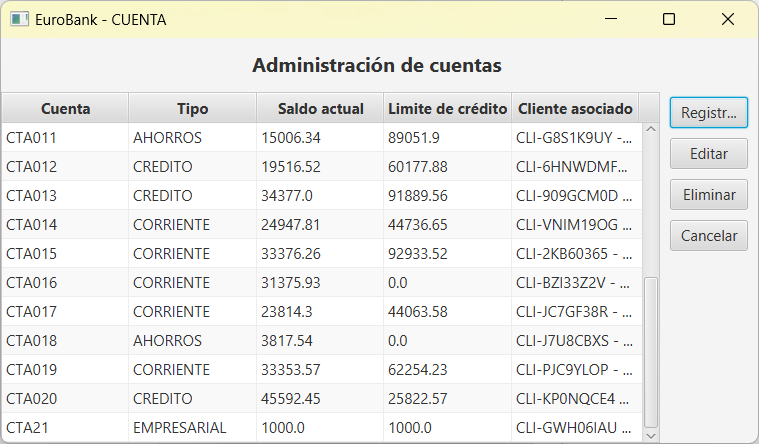 EuroBank - CUENTA
Administración de cuentas
Cuenta Tipo Saldo actual Limite de crédito Cliente asociado
Registr...
CTA011 AHORROS 15006.34 89051.9 CLI-G8S1K9UY -...
CTA012 CREDITO 19516.52 60177.88 CLI-6HNWDMF...
Editar
CTA013 CREDITO 34377.0 91889.56 CLI-909GCM0D ...
Eliminar
CTA014 CORRIENTE 24947.81 44736.65 CLI-VNIM19OG ...
Cancelar
CTA015 CORRIENTE 33376.26 92933.52 CLI-2KB60365 - ...
CTA016 CORRIENTE 31375.93 0.0 CLI-BZI33Z2V - ...
CTA017 CORRIENTE 23814.3 44063.58 CLI-JC7GF38R - ...
CTA018 AHORROS 3817.54 0.0 CLI-J7U8CBXS - ...
CTA019 CORRIENTE 33353.57 62254.23 CLI-PJC9YLOP - ...
CTA020 CREDITO 45592.45 25822.57 CLI-KP0NQCE4 ...
CTA21 EMPRESARIAL 1000.0 1000.0 CLI-GWH06IAU ...